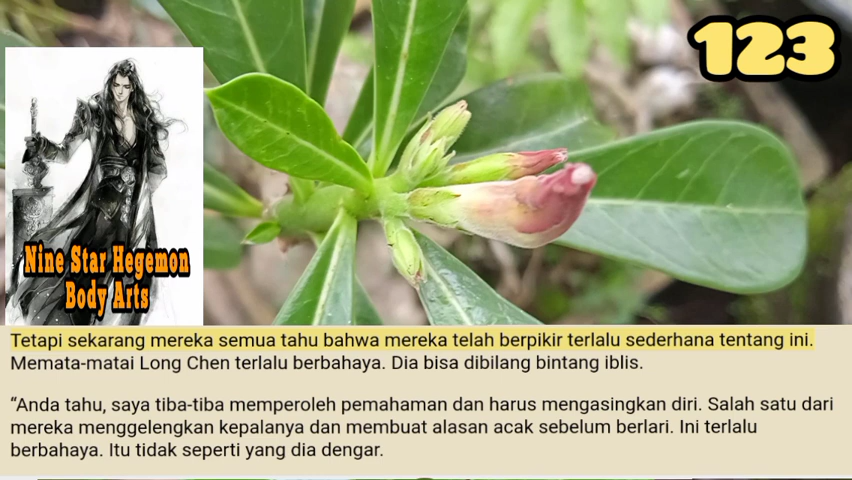 123
Nine Star Hegemon
Body Arts
Tetapi sekarang mereka semua tahu bahwa mereka telah berpikir terlalu sederhana tentang ini.
Memata-matai Long Chen terlalu berbahaya. Dia bisa dibilang bintang iblis.
“Anda tahu, saya tiba-tiba memperoleh pemahaman dan harus mengasingkan diri. Salah satu dari
mereka menggelengkan kepalanya dan membuat alasan acak sebelum berlari. Ini terlalu
berbahaya. Itu tidak seperti yang dia dengar.